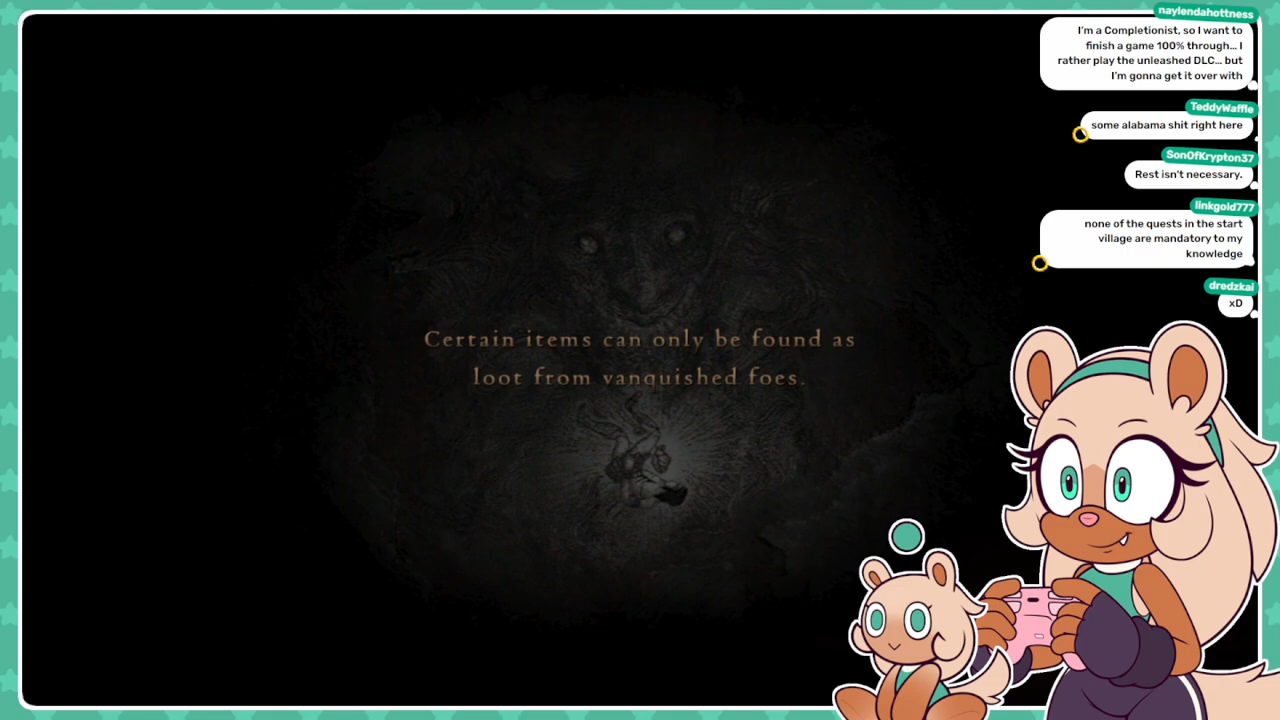 naylendahottness
I'm a Completionist, so I want to
finish a game 100% through... I
rather play the unleashed DLC... but
I'm gonna get it over with
TeddyWaffle
some alabama shit right here
SonOfKrypton37
Rest isn't necessary.
linkgold777
none of the quests in the start
village are mandatory to my
knowledge
dredzkai
xD
Certain items can only be found as
loot from vanquished foes.